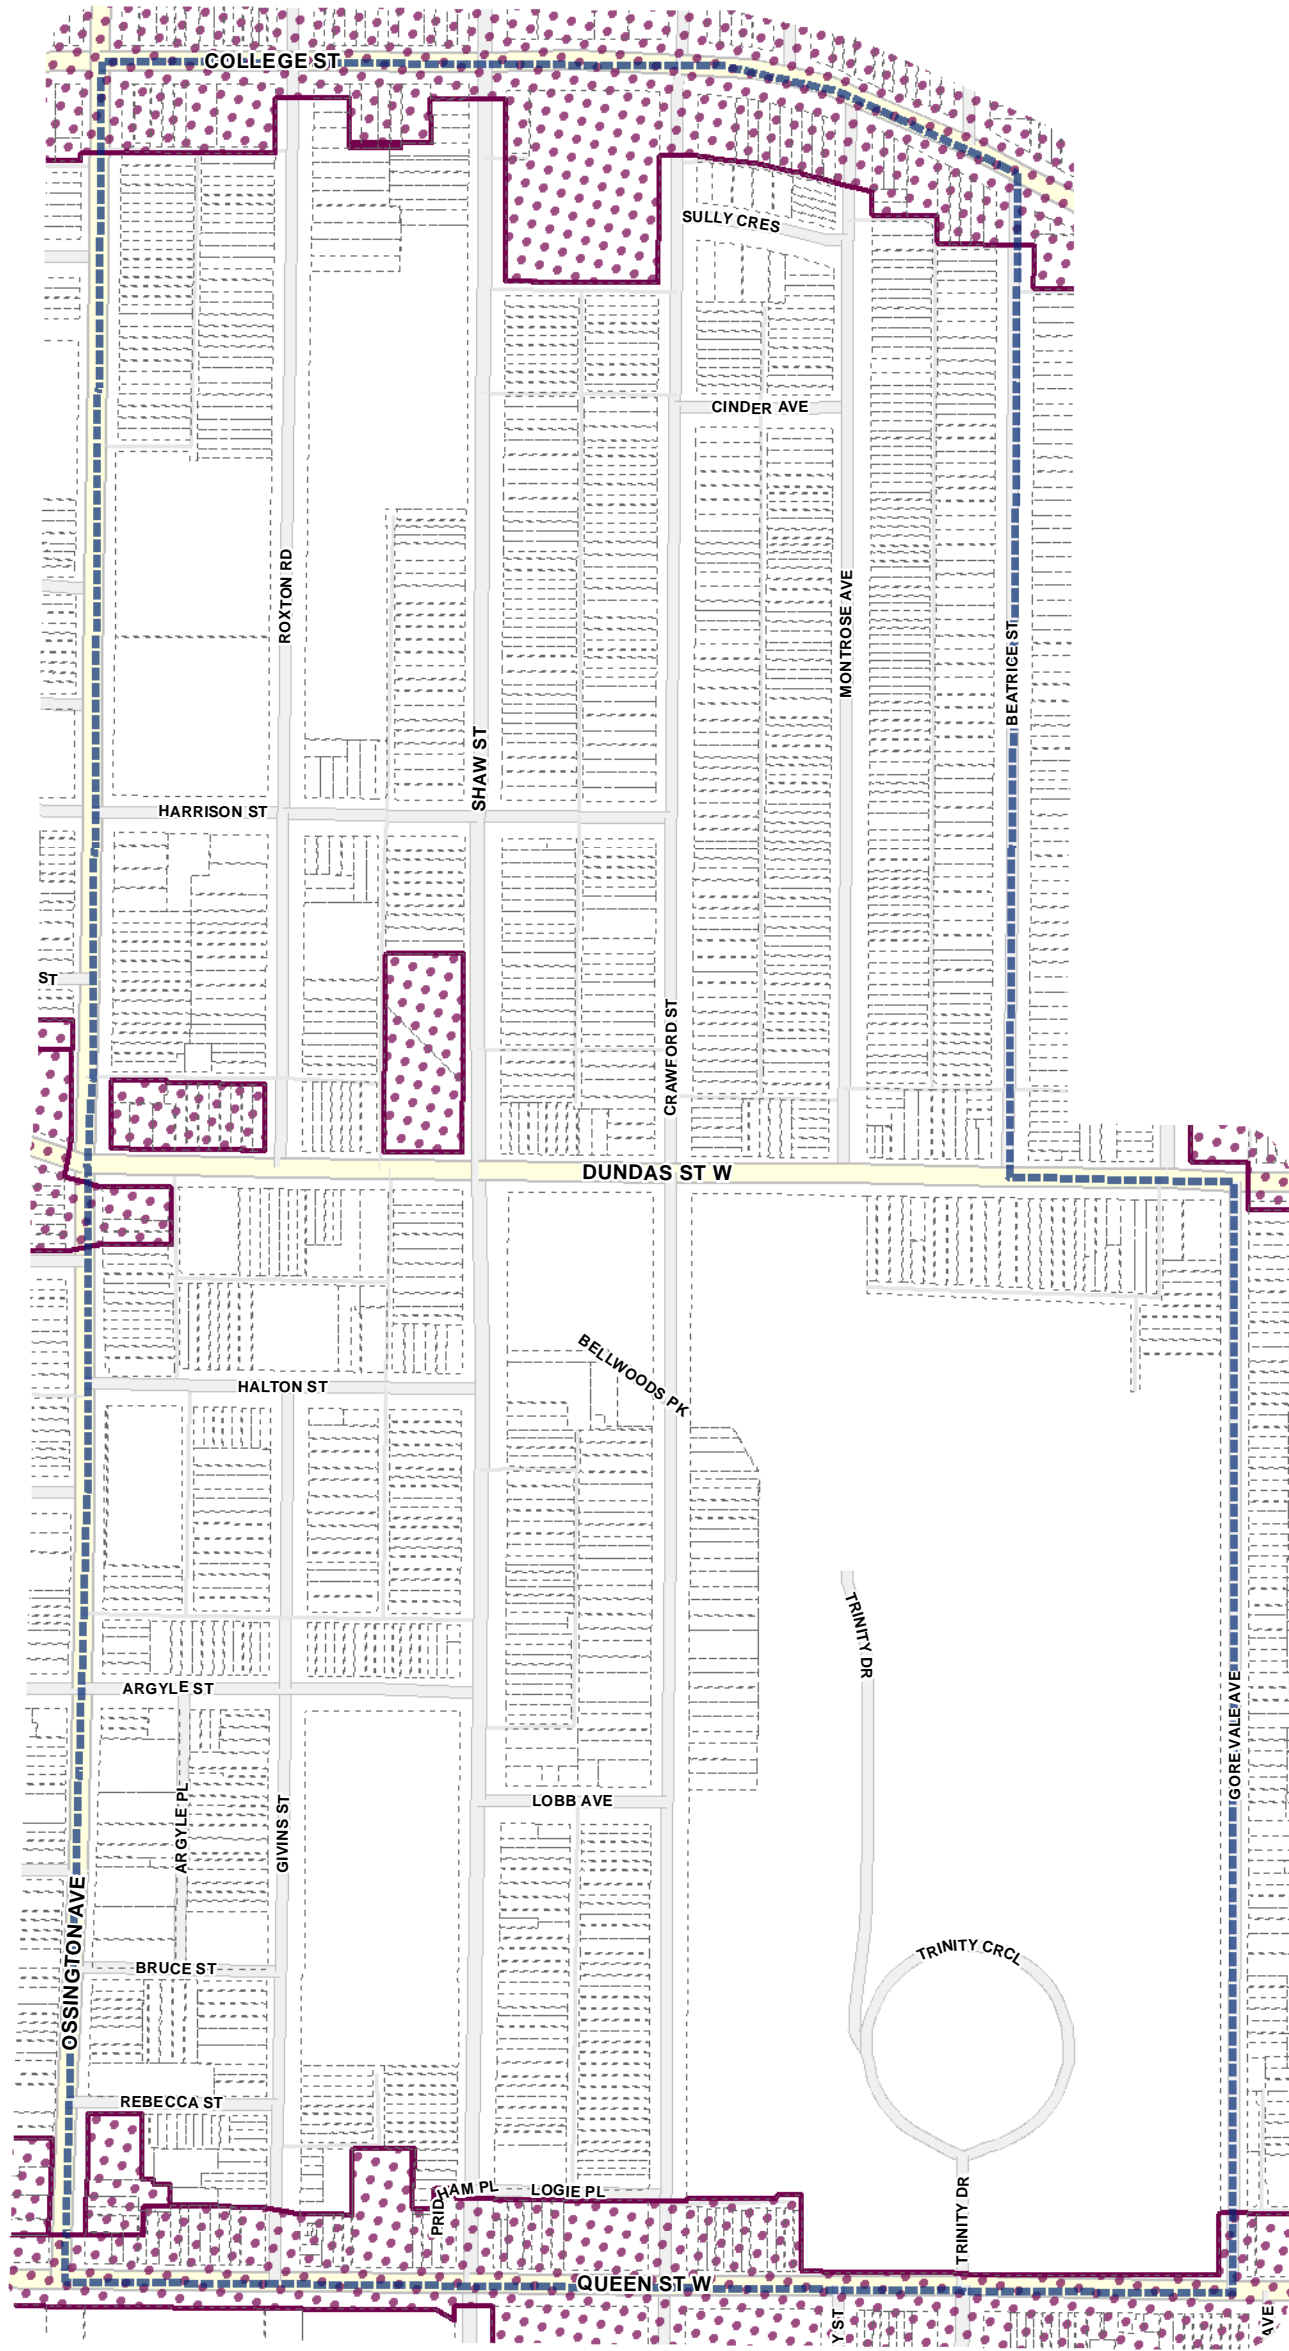 COLLEGE ST
SULLY CRES
CINDER AVE
ROXTON RD
MONTROSE AVE
BEATRICE ST
SHAW ST
HARRISON ST
ST
CRAWFORD ST
DUNDAS ST W
BELLWOODS PK
HALTON ST
TRINITY DR
ARGYLE ST
GORE VALE AVE
ARGYLE PL
GIVINS ST
LOBB AVE
OSSINGTON AVE
TRINITY CRCL
BRUCE ST
REBECCA ST
PRIDHAM PL
LOGIE PL
TRINITY DR
QUEEN ST W
Y ST
AVE